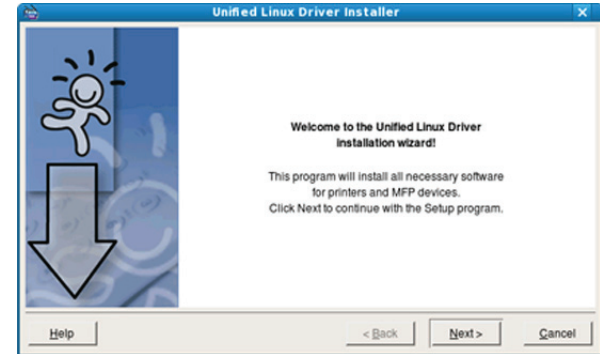 Unified Linux Driver Installer
Welcome to the Unified Linux Driver
installation wizard!
This program will install all necessary software
for printers and MFP devices.
Click Next to continue with the Setup program.
Help
< Back
Next >
Cancel